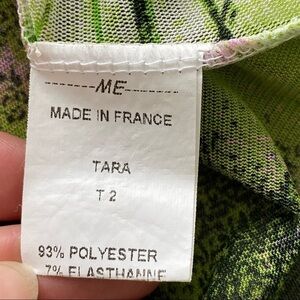 -------ME-------
MADE IN FRANCE
TARA
T 2
93% POLYESTER
7% ELASTHANNE